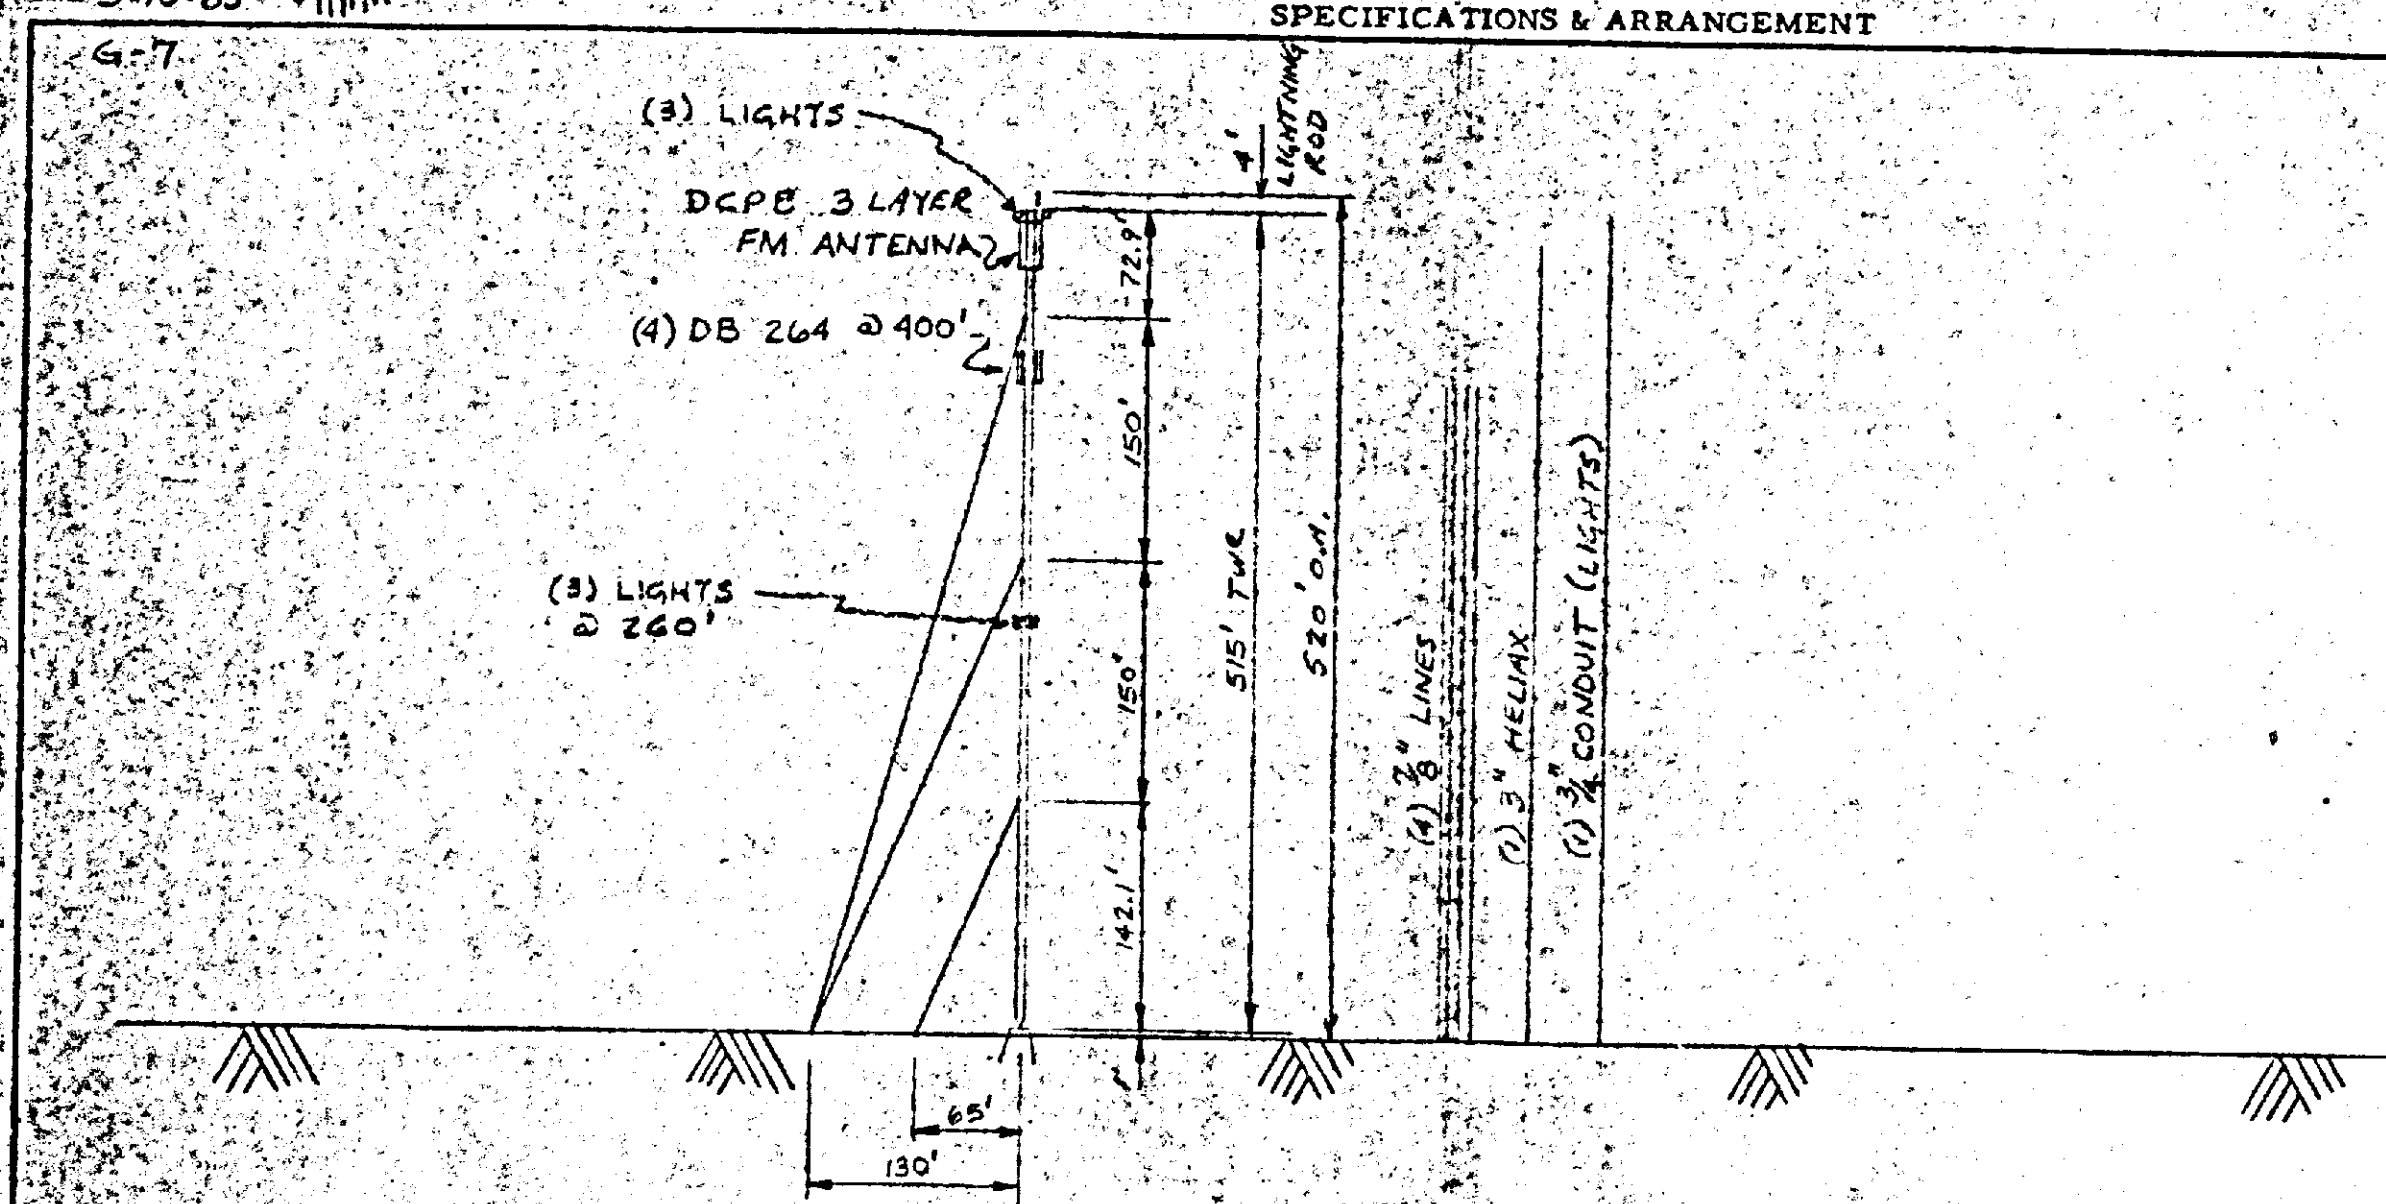 SPECIFICATIONS & ARRANGEMENT
G-7
(3) LIGHTS
DCPE 3 LAYER
FM ANTENNA
(4) DB 264 @ 400'
(3) LIGHTS
@ 260'
4'
LIGHTNING
ROD
72.9'
150'
150'
142.1'
1'
515' TWR
520' O.A.
(4) 7/8" LINES
(1) 3" HELIAX
(1) 3/4" CONDUIT (LIGHTS)
65'
130'